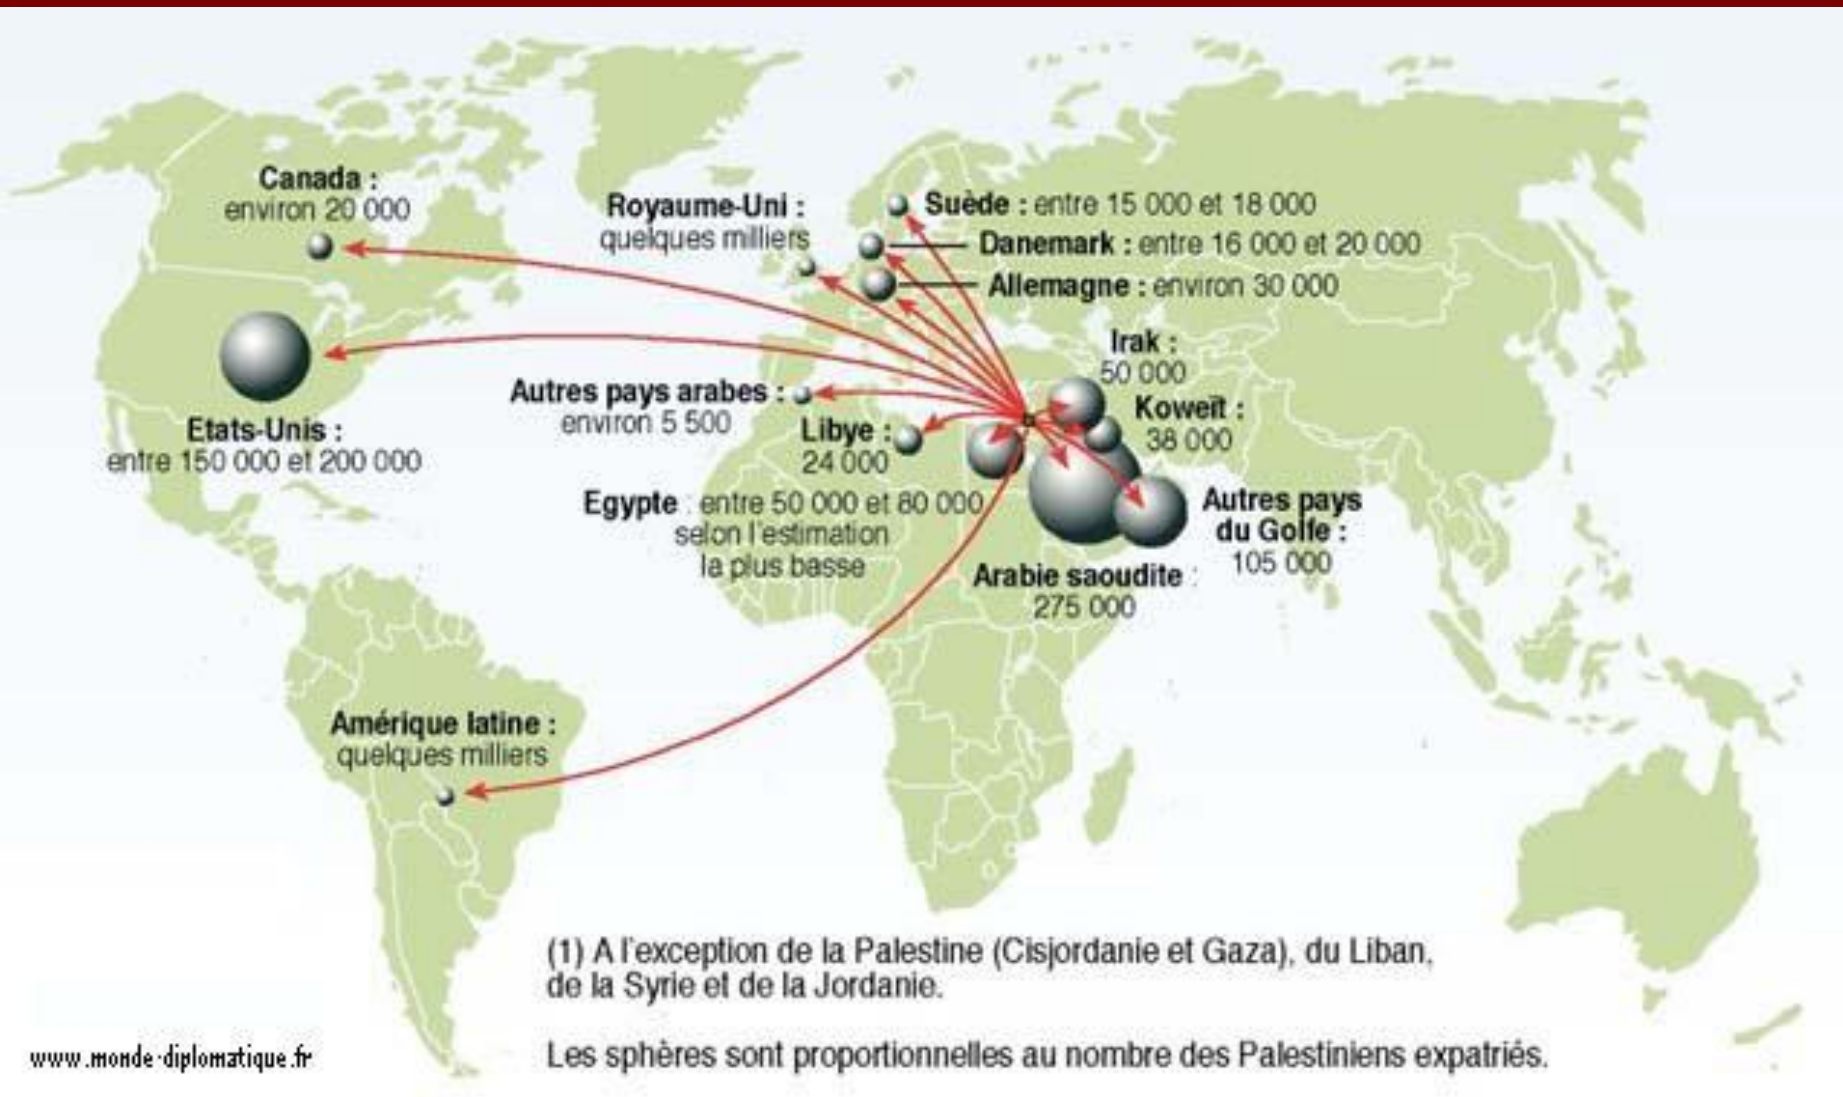 Canada :
environ 20 000
Royaume-Uni :
quelques milliers
Suède : entre 15 000 et 18 000
Danemark : entre 16 000 et 20 000
Allemagne : environ 30 000
Irak :
50 000
Koweït :
38 000
Autres pays arabes :
environ 5 500
Libye :
24 000
Etats-Unis :
entre 150 000 et 200 000
Egypte : entre 50 000 et 80 000
selon l'estimation
la plus basse
Autres pays
du Golfe :
105 000
Arabie saoudite :
275 000
Amérique latine :
quelques milliers
(1) A l'exception de la Palestine (Cisjordanie et Gaza), du Liban,
de la Syrie et de la Jordanie.
www.monde-diplomatique.fr
Les sphères sont proportionnelles au nombre des Palestiniens expatriés.